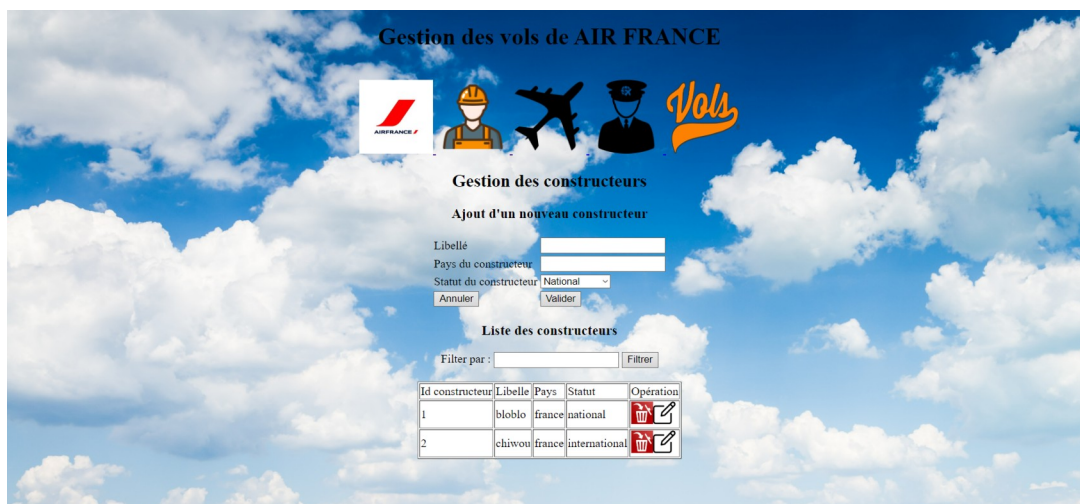 Gestion des vols de AIR FRANCE
AIRFRANCE
Vols
Gestion des constructeurs
Ajout d'un nouveau constructeur
Libellé
Pays du constructeur
Statut du constructeur National
Annuler Valider
Liste des constructeurs
Filter par : Filtrer
Id constructeur Libelle Pays Statut Opération
1 bloblo france national
2 chiwou france international